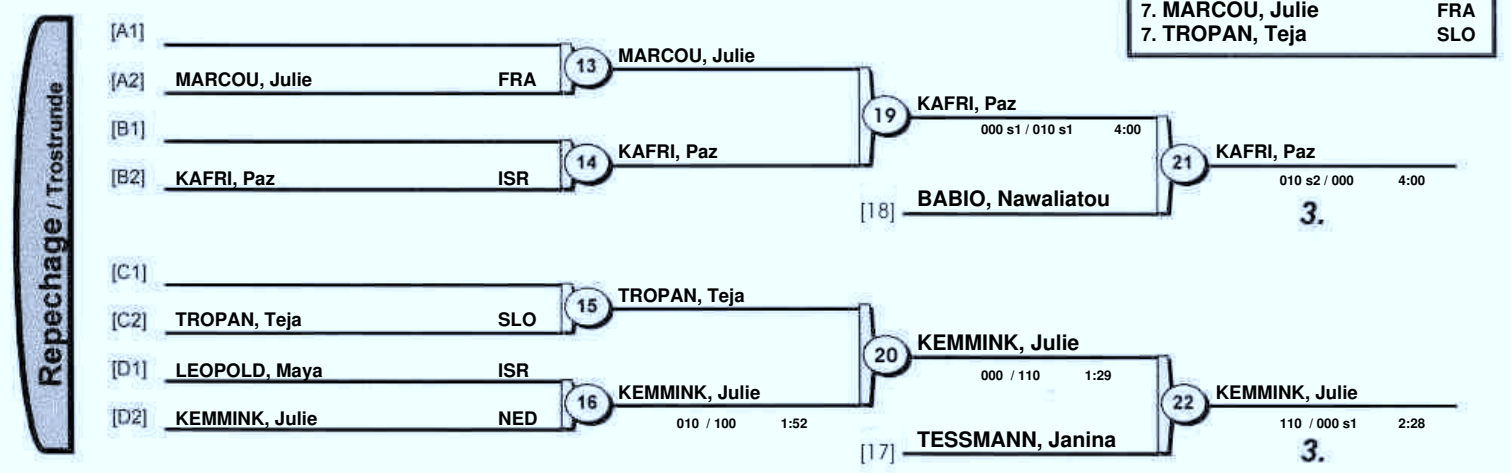 7. MARCOU, Julie FRA
7. TROPAN, Teja SLO
Repechage / Trostrunde
[A1]
[A2] MARCOU, Julie FRA
13 MARCOU, Julie
[B1]
[B2] KAFRI, Paz ISR
14 KAFRI, Paz
19 KAFRI, Paz
000 s1 / 010 s1 4:00
[18] BABIO, Nawaliatou
21 KAFRI, Paz
010 s2 / 000 4:00
3.
[C1]
[C2] TROPAN, Teja SLO
15 TROPAN, Teja
[D1] LEOPOLD, Maya ISR
[D2] KEMMINK, Julie NED
16 KEMMINK, Julie
010 / 100 1:52
20 KEMMINK, Julie
000 / 110 1:29
[17] TESSMANN, Janina
22 KEMMINK, Julie
110 / 000 s1 2:28
3.